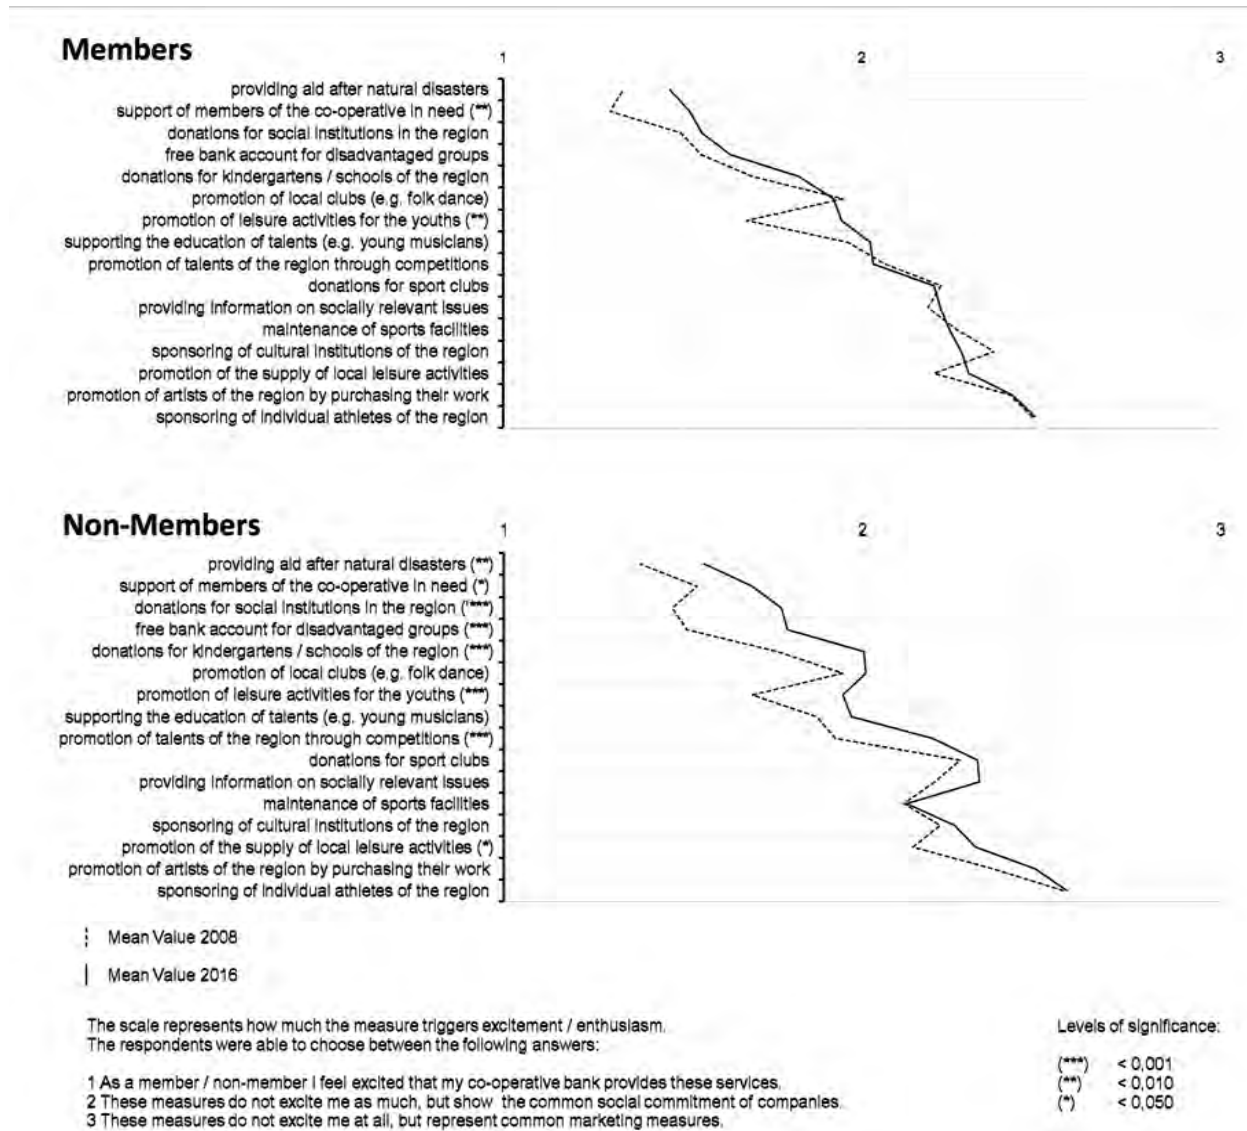 Members
1 2 3
providing aid after natural disasters
support of members of the co-operative in need (**)
donations for social institutions in the region
free bank account for disadvantaged groups
donations for kindergartens / schools of the region
promotion of local clubs (e.g. folk dance)
promotion of leisure activities for the youths (**)
supporting the education of talents (e.g. young musicians)
promotion of talents of the region through competitions
donations for sport clubs
providing information on socially relevant issues
maintenance of sports facilities
sponsoring of cultural institutions of the region
promotion of the supply of local leisure activities
promotion of artists of the region by purchasing their work
sponsoring of individual athletes of the region
Non-Members
1 2 3
providing aid after natural disasters (**)
support of members of the co-operative in need (*)
donations for social institutions in the region (***)
free bank account for disadvantaged groups (***)
donations for kindergartens / schools of the region (***)
promotion of local clubs (e.g. folk dance)
promotion of leisure activities for the youths (***)
supporting the education of talents (e.g. young musicians)
promotion of talents of the region through competitions (***)
donations for sport clubs
providing information on socially relevant issues
maintenance of sports facilities
sponsoring of cultural institutions of the region
promotion of the supply of local leisure activities (*)
promotion of artists of the region by purchasing their work
sponsoring of individual athletes of the region
Mean Value 2008
Mean Value 2016
The scale represents how much the measure triggers excitement / enthusiasm.
The respondents were able to choose between the following answers:
1 As a member / non-member I feel excited that my co-operative bank provides these services.
2 These measures do not excite me as much, but show the common social commitment of companies.
3 These measures do not excite me at all, but represent common marketing measures.
Levels of significance:
(***) < 0,001
(**) < 0,010
(*) < 0,050